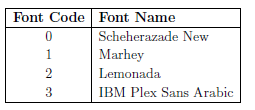 Font Code Font Name
0 Scheherazade New
1 Marhey
2 Lemonada
3 IBM Plex Sans Arabic